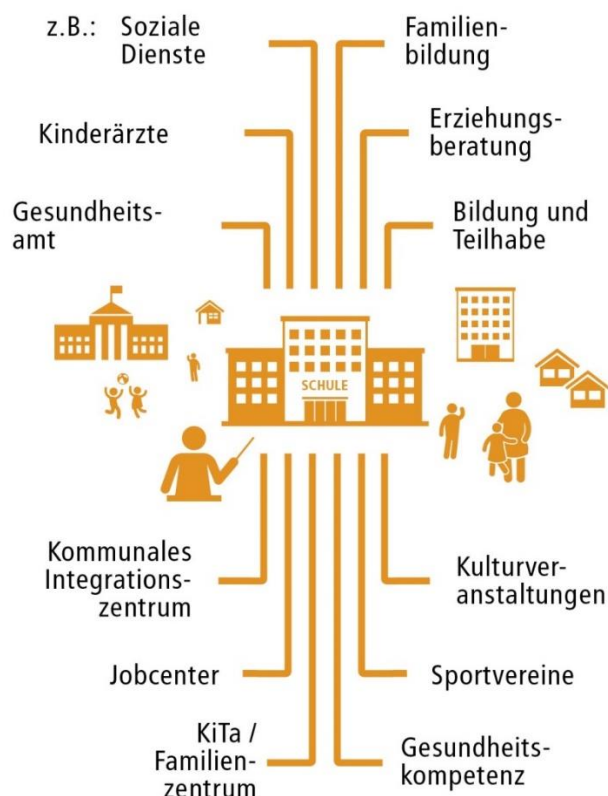 z.B.: Soziale
Dienste
Familien-
bildung
Kinderärzte
Erziehungs-
beratung
Gesundheits-
amt
Bildung und
Teilhabe
SCHULE
Kommunales
Integrations-
zentrum
Kulturver-
anstaltungen
Jobcenter
Sportvereine
KiTa /
Familien-
zentrum
Gesundheits-
kompetenz